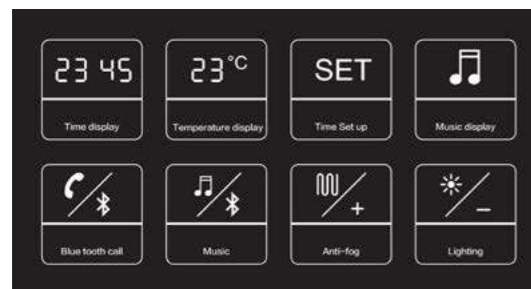 23 45
23°C
SET
Time display
Temperature display
Time Set up
Music display
+
−
Blue tooth call
Music
Anti-fog
Lighting